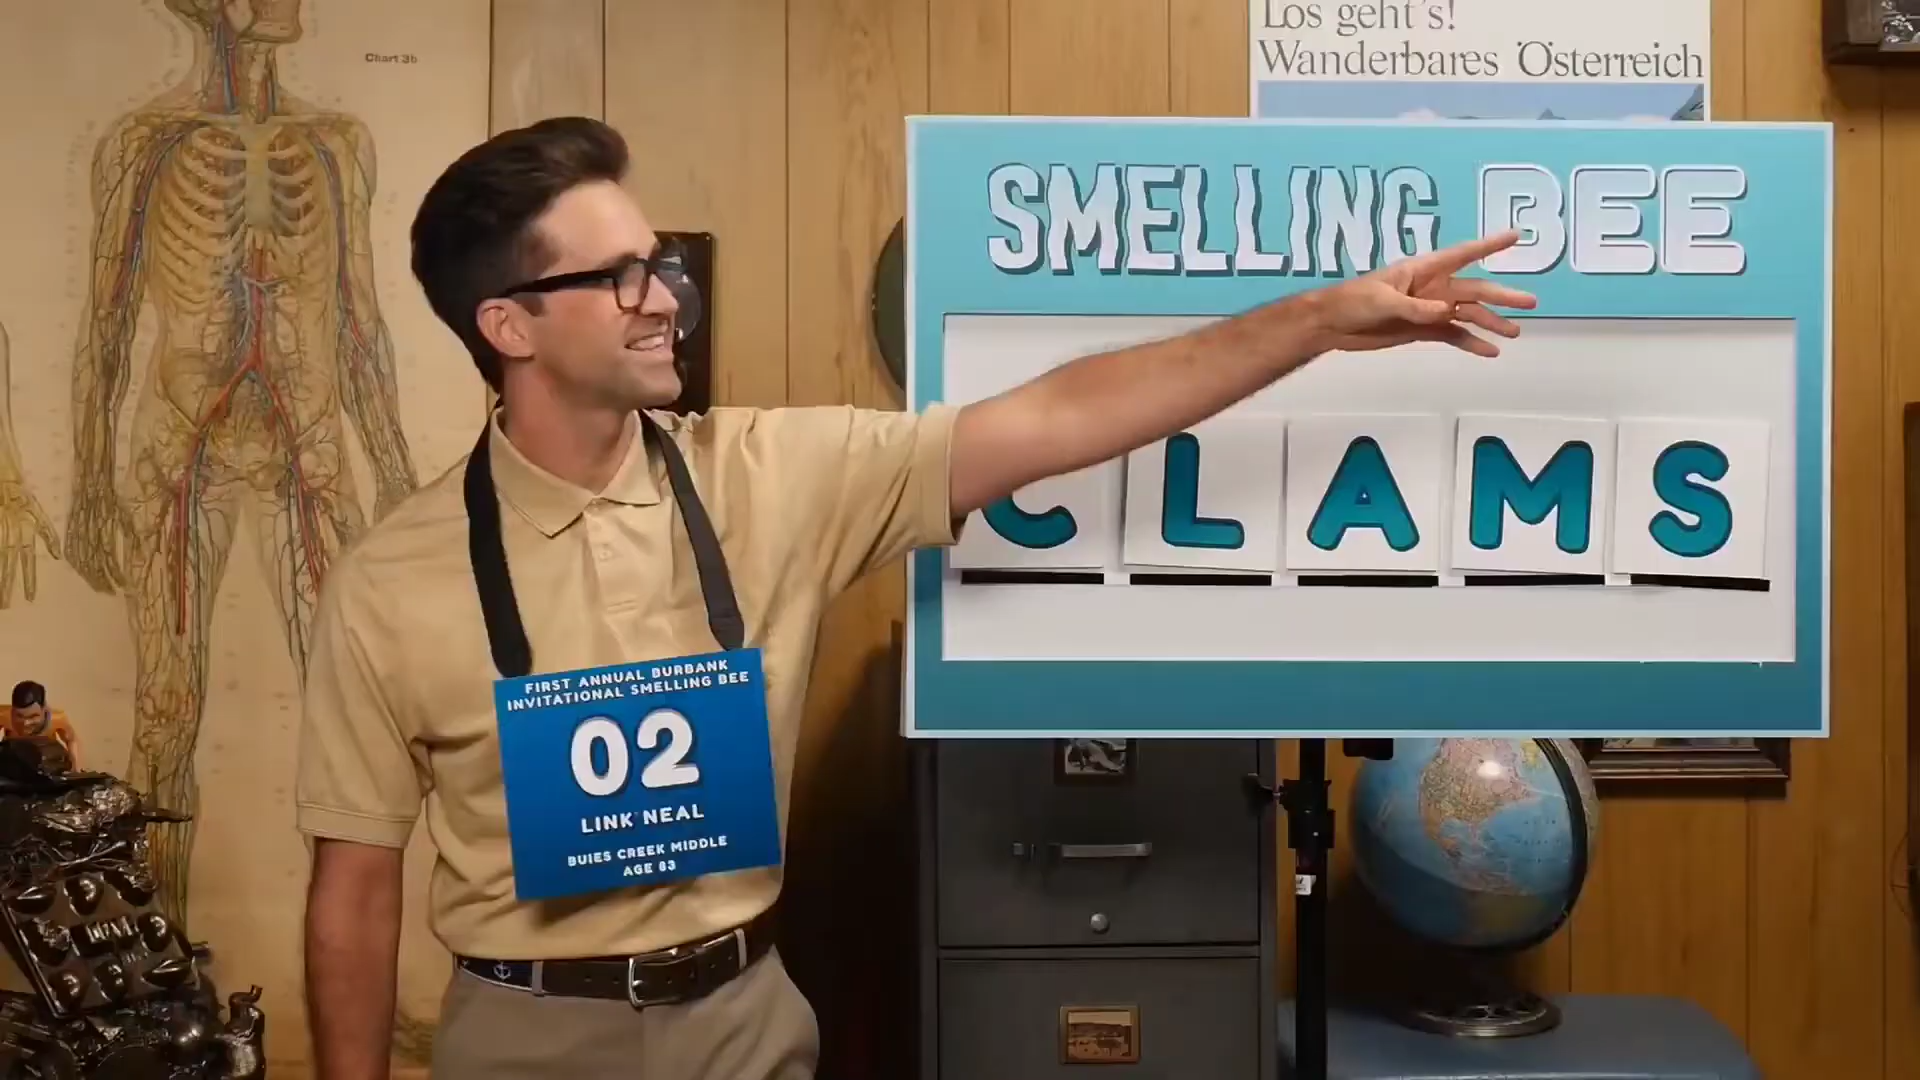 Chart 3b
Los geht's!
Wanderbares Österreich
SMELLING BEE
CLAMS
FIRST ANNUAL BURBANK
INVITATIONAL SMELLING BEE
02
LINK NEAL
BUIES CREEK MIDDLE
AGE 63